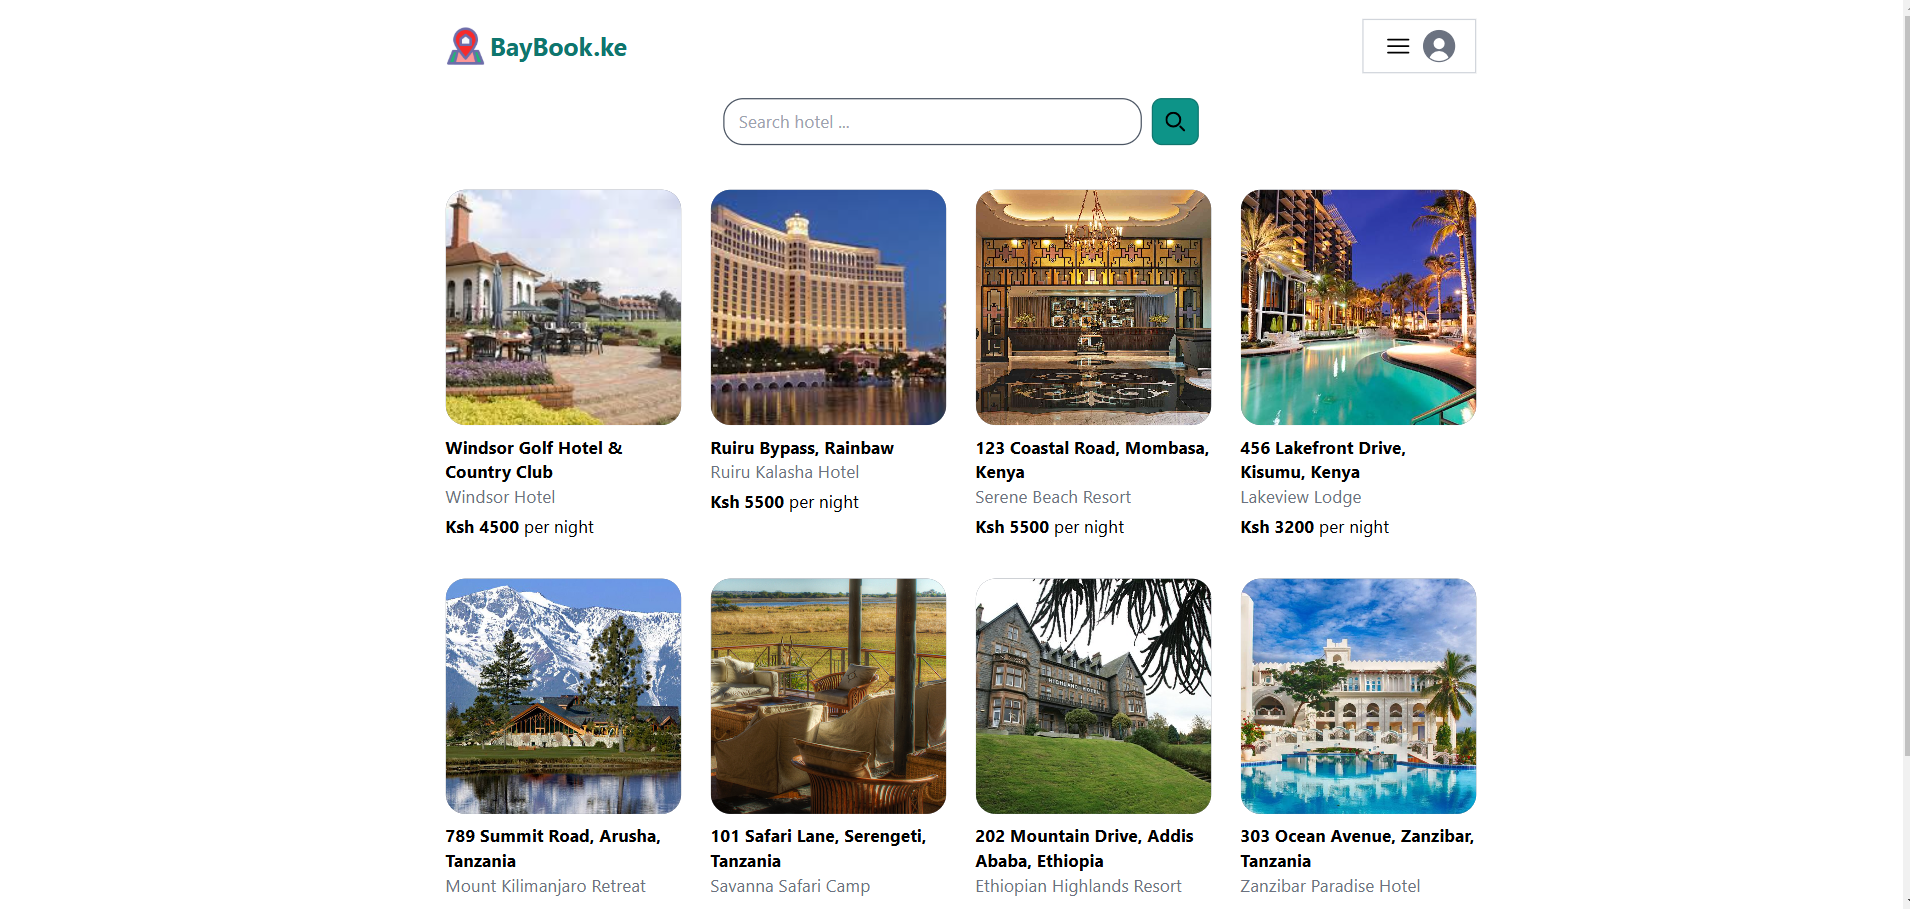 BayBook.ke
Search hotel ...
Windsor Golf Hotel &
Country Club
Windsor Hotel
Ksh 4500 per night
Ruiru Bypass, Rainbaw
Ruiru Kalasha Hotel
Ksh 5500 per night
123 Coastal Road, Mombasa,
Kenya
Serene Beach Resort
Ksh 5500 per night
456 Lakefront Drive,
Kisumu, Kenya
Lakeview Lodge
Ksh 3200 per night
HIGHLAND HOTEL
789 Summit Road, Arusha,
Tanzania
Mount Kilimanjaro Retreat
101 Safari Lane, Serengeti,
Tanzania
Savanna Safari Camp
202 Mountain Drive, Addis
Ababa, Ethiopia
Ethiopian Highlands Resort
303 Ocean Avenue, Zanzibar,
Tanzania
Zanzibar Paradise Hotel